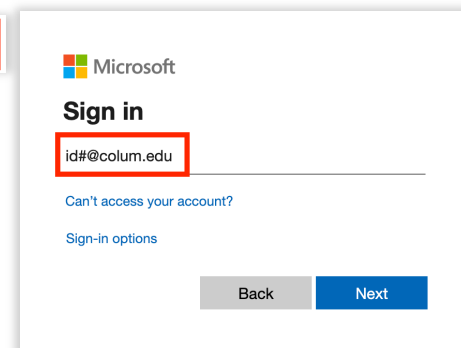 Microsoft
Sign in
id#@colum.edu
Can't access your account?
Sign-in options
Back Next